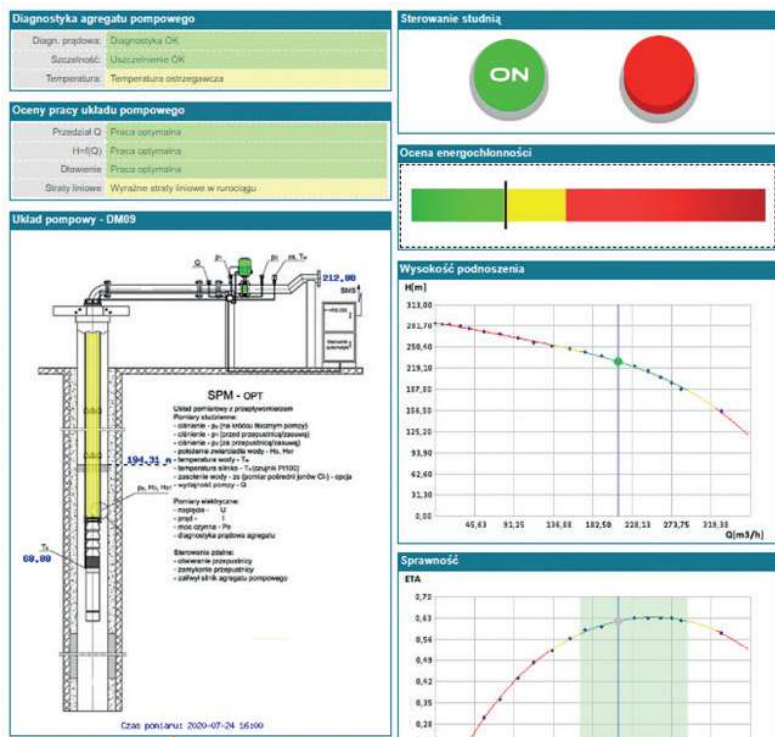 Diagnostyka agregatu pompowego
Diagn. prądowa: Diagnostyka OK
Szczelność: Uszczelnienie OK
Temperatura: Temperatura ostrzegawcza
Oceny pracy układu pompowego
Przedział Q Praca optymalna
H=f(Q) Praca optymalna
Dławienie Praca optymalna
Straty liniowe Wyraźne straty liniowe w rurociągu
Układ pompowy - DM09
Q
212,00
SMS
194,31 m
60,00
SPM - OPT
Układ pomiarowy z przepływomierzem
Pomiary studzienne:
- ciśnienie - p₀ (na króćcu tłocznym pompy)
- ciśnienie - p₁ (przed przepustnicą/zasuwą)
- ciśnienie - p₂ (za przepustnicą/zasuwą)
- położenie zwierciadła wody - Hs, Hst
- temperatura wody - Tw
- temperatura silnika - Ts (czujnik Pt100)
- zasolenie wody - zs (pomiar pośredni jonów Cl-) - opcja
- wydajność pompy - Q
Pomiary elektryczne:
- napięcie - U
- prąd - I
- moc czynna - Pe
- diagnostyka prądowa agregatu
Sterowanie zdalne:
- otwieranie przepustnicy
- zamykanie przepustnicy
- zał/wył silnik agregatu pompowego
Czas pomiaru: 2020-07-24 16:00
Sterowanie studnią
ON
Ocena energochłonności
Wysokość podnoszenia
H[m]
313,00
281,70
250,40
219,10
187,80
156,50
125,20
93,90
62,60
31,30
0,00
45,63 91,25 136,88 182,50 228,13 273,75 319,38
Q[m3/h]
Sprawność
ETA
0,70
0,63
0,56
0,49
0,42
0,35
0,28